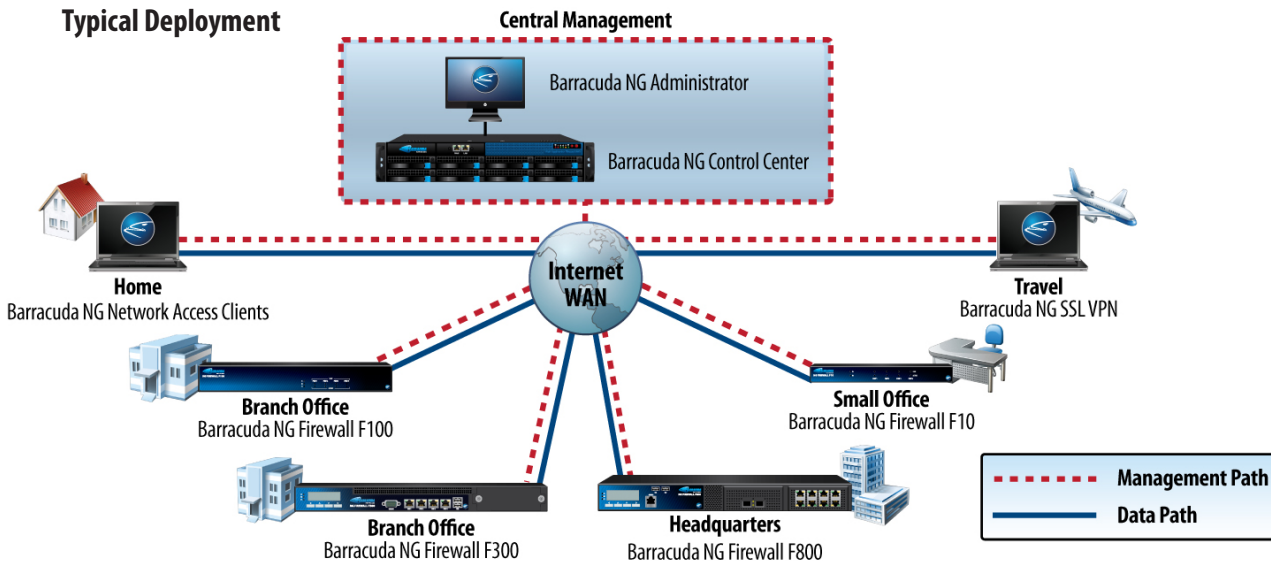 Typical Deployment
Central Management
Barracuda NG Administrator
Barracuda NG Control Center
Internet
WAN
Home
Barracuda NG Network Access Clients
Travel
Barracuda NG SSL VPN
Branch Office
Barracuda NG Firewall F100
Small Office
Barracuda NG Firewall F10
Branch Office
Barracuda NG Firewall F300
Headquarters
Barracuda NG Firewall F800
Management Path
Data Path